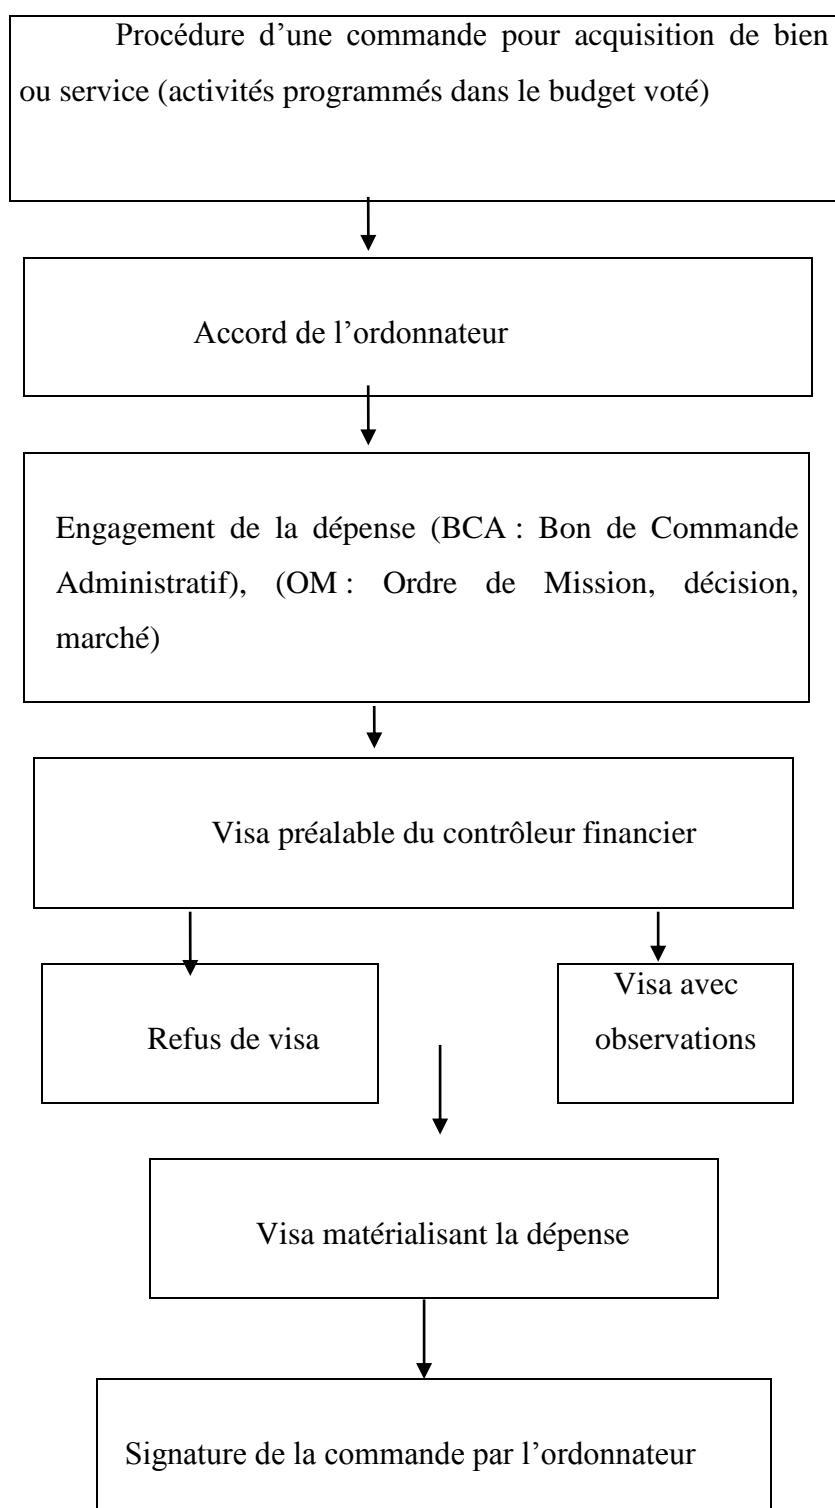 Procédure d’une commande pour acquisition de bien
ou service (activités programmés dans le budget voté)
Accord de l’ordonnateur
Engagement de la dépense (BCA : Bon de Commande
Administratif), (OM : Ordre de Mission, décision,
marché)
Visa préalable du contrôleur financier
Refus de visa
Visa avec
observations
Visa matérialisant la dépense
Signature de la commande par l’ordonnateur